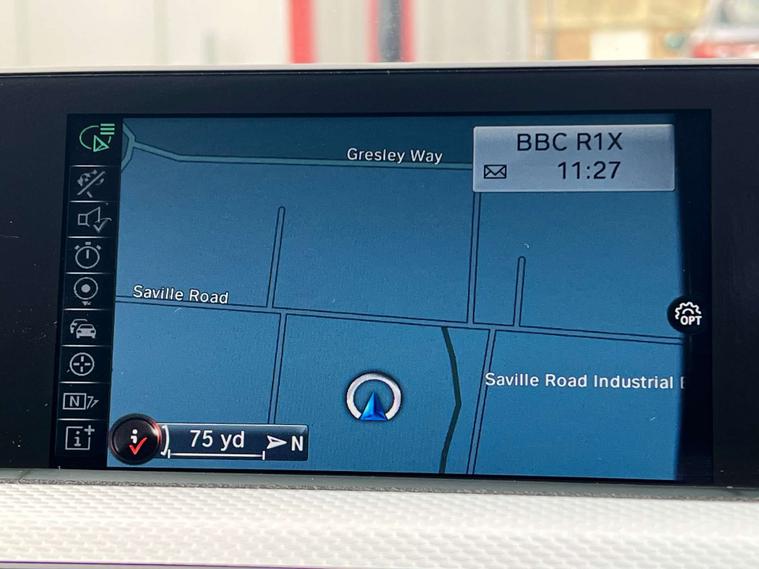 BBC R1X
11:27
Gresley Way
Saville Road
OPT
Saville Road Industrial E
N
75 yd
N
i